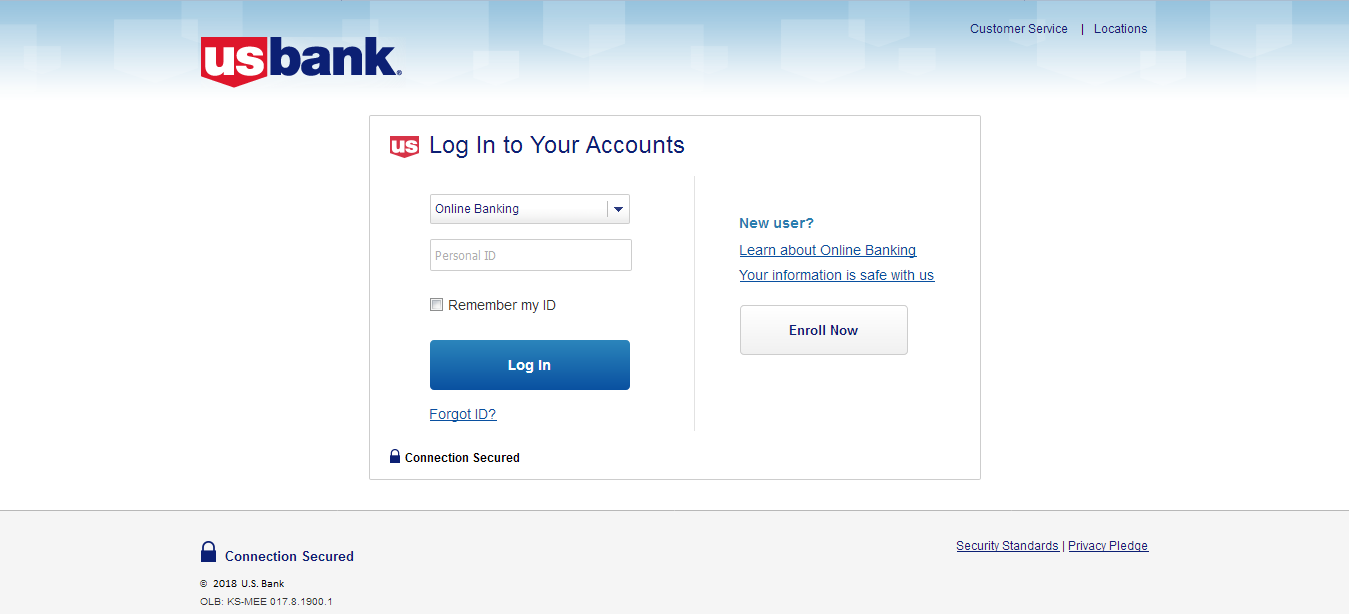 Customer Service | Locations
usbank®
us Log In to Your Accounts
Online Banking
Personal ID
Remember my ID
Log In
Forgot ID?
Connection Secured
New user?
Learn about Online Banking
Your information is safe with us
Enroll Now
Connection Secured
© 2018 U.S. Bank
OLB: KS-MEE 017.8.1900.1
Security Standards | Privacy Pledge